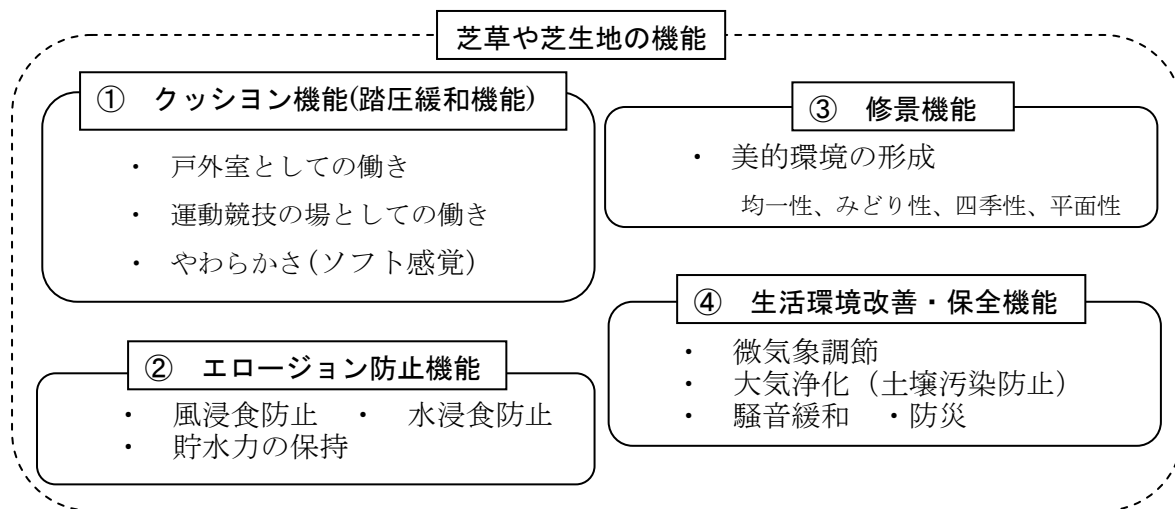 芝草や芝生地の機能
① クッシヨン機能(踏圧緩和機能)
・ 戸外室としての働き
・ 運動競技の場としての働き
・ やわらかさ(ソフト感覚)
② エロージョン防止機能
・ 風浸食防止 ・ 水浸食防止
・ 貯水力の保持
③ 修景機能
・ 美的環境の形成
均一性、みどり性、四季性、平面性
④ 生活環境改善・保全機能
・ 微気象調節
・ 大気浄化（土壌汚染防止）
・ 騒音緩和 ・防災